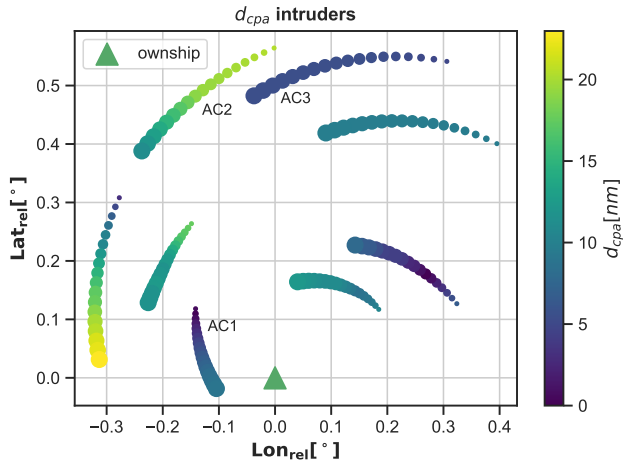 d_cpa intruders
ownship
AC2
AC3
AC1
0.5
0.4
0.3
0.2
0.1
0.0
Lat_rel[°]
−0.3 −0.2 −0.1 0.0 0.1 0.2 0.3 0.4
Lon_rel[°]
20
15
10
5
0
d_cpa[nm]